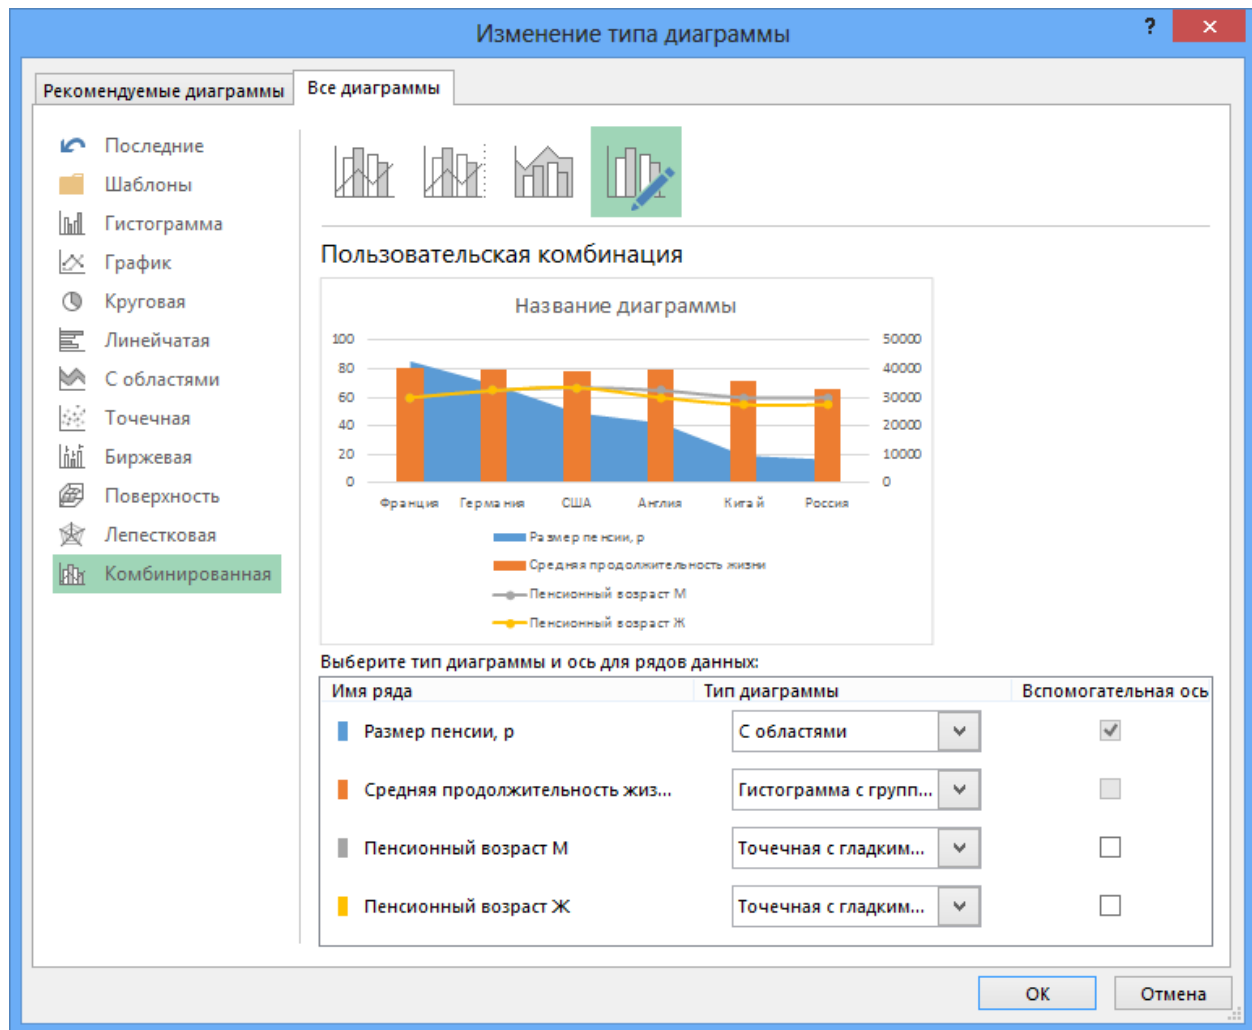 Изменение типа диаграммы
?
Рекомендуемые диаграммы
Все диаграммы
Последние
Шаблоны
Гистограмма
График
Круговая
Линейчатая
С областями
Точечная
Биржевая
Поверхность
Лепестковая
Комбинированная
Пользовательская комбинация
Название диаграммы
100
80
60
40
20
0
50000
40000
30000
20000
10000
0
Франция Германия США Англия Китай Россия
Размер пенсии, р
Средняя продолжительность жизни
Пенсионный возраст М
Пенсионный возраст Ж
Выберите тип диаграммы и ось для рядов данных:
Имя ряда Тип диаграммы Вспомогательная ось
Размер пенсии, р С областями
Средняя продолжительность жиз... Гистограмма с групп...
Пенсионный возраст М Точечная с гладким...
Пенсионный возраст Ж Точечная с гладким...
ОК Отмена